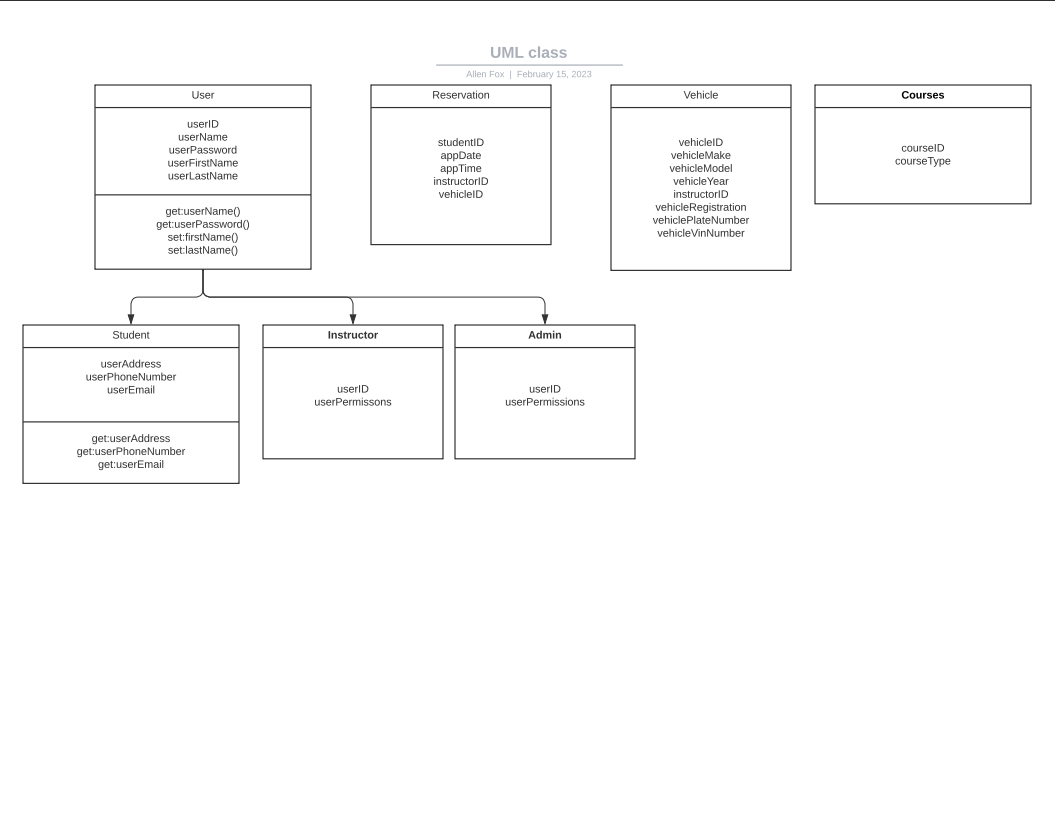 UML class
Allen Fox | February 15, 2023
User
userID
userName
userPassword
userFirstName
userLastName
get:userName()
get:userPassword()
set:firstName()
set:lastName()
Reservation
studentID
appDate
appTime
instructorID
vehicleID
Vehicle
vehicleID
vehicleMake
vehicleModel
vehicleYear
instructorID
vehicleRegistration
vehiclePlateNumber
vehicleVinNumber
Courses
courseID
courseType
Student
userAddress
userPhoneNumber
userEmail
get:userAddress
get:userPhoneNumber
get:userEmail
Instructor
userID
userPermissons
Admin
userID
userPermissions